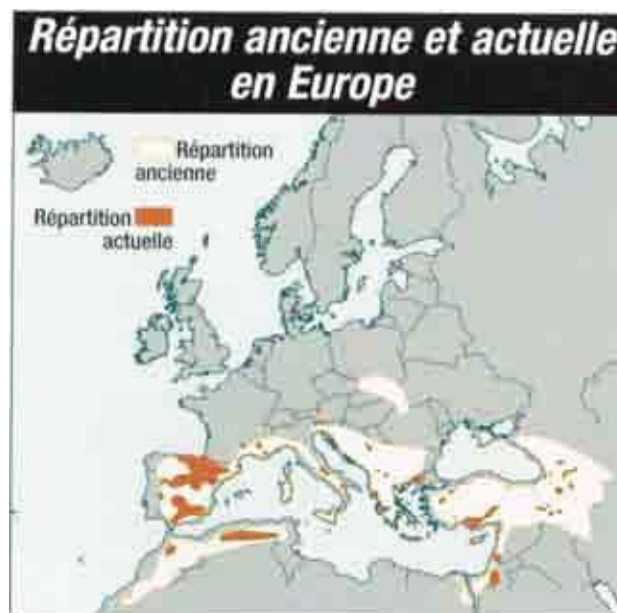 Répartition ancienne et actuelle
en Europe
Répartition
ancienne
Répartition
actuelle